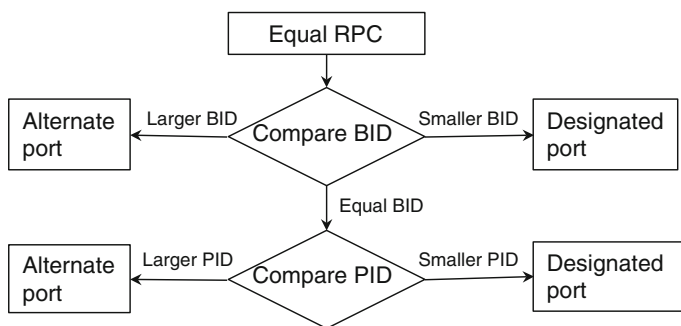 Equal RPC
Larger BID
Smaller BID
Alternate
port
Compare BID
Designated
port
Equal BID
Larger PID
Smaller PID
Alternate
port
Compare PID
Designated
port